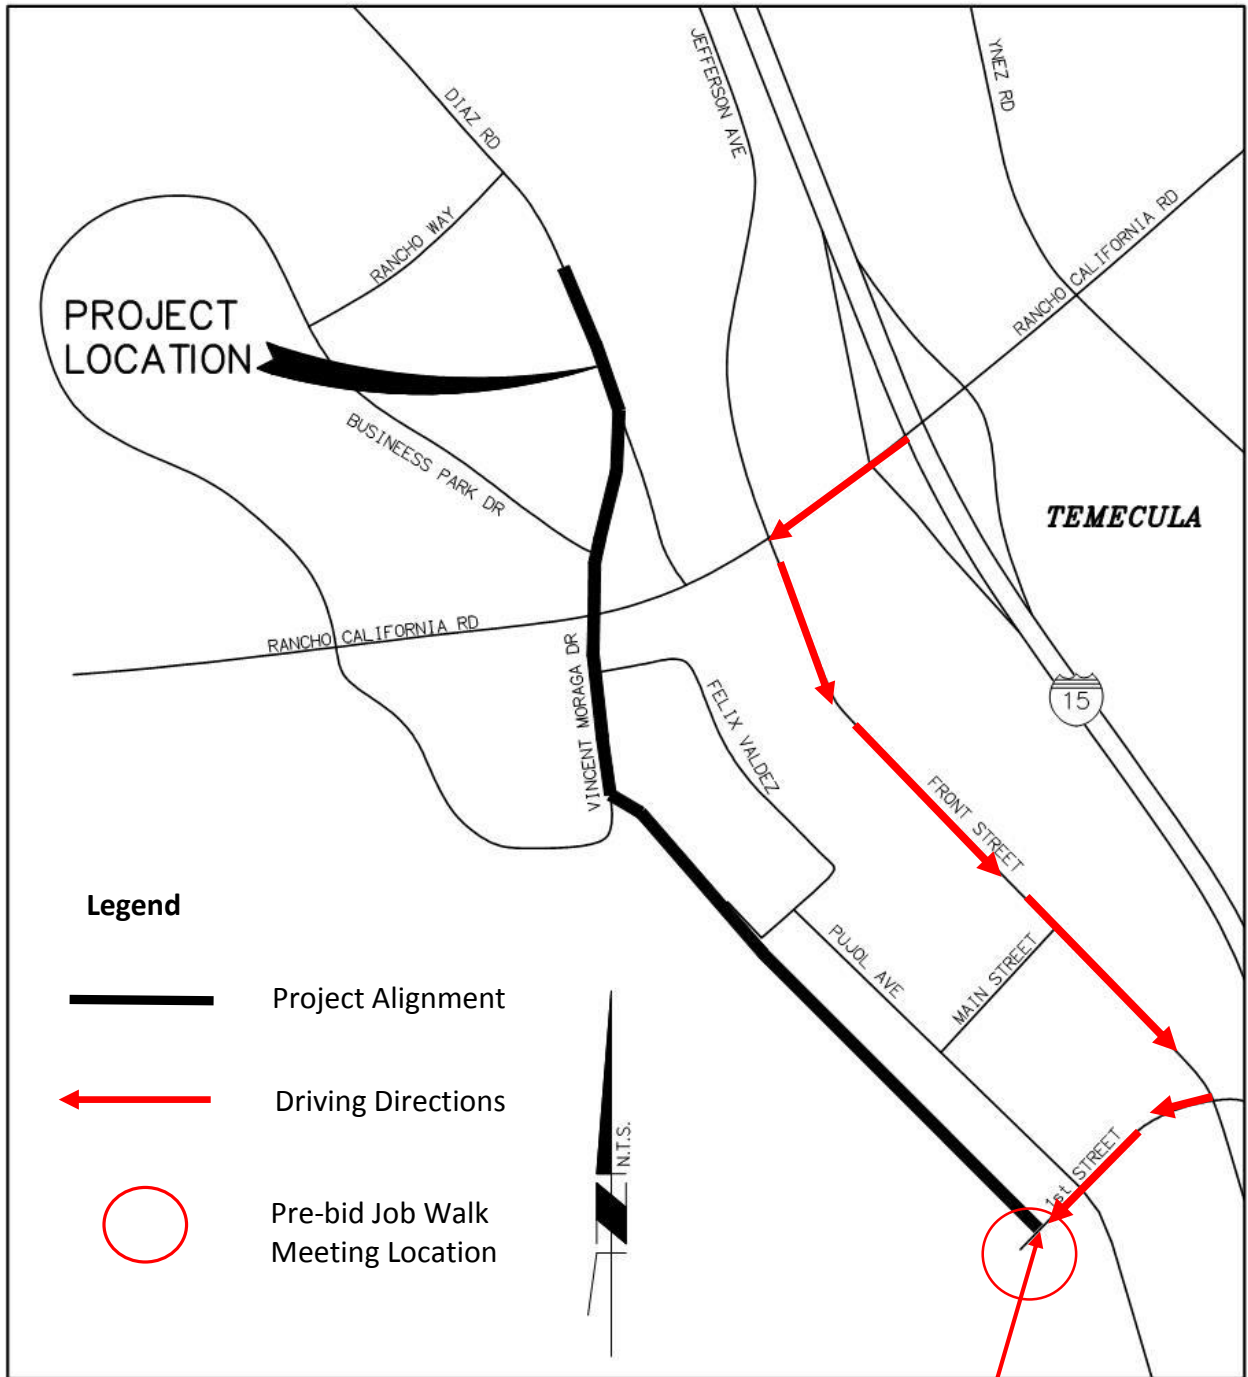 JEFFERSON AVE
YNEZ RD
DIAZ RD
RANCHO WAY
RANCHO CALIFORNIA RD
PROJECT
LOCATION
BUSINEESS PARK DR
TEMECULA
RANCHO CALIFORNIA RD
VINCENT MORAGA DR
FELIX VALDEZ
15
FRONT STREET
Legend
PUJOL AVE
MAIN STREET
Project Alignment
Driving Directions
N.T.S.
1st STREET
Pre-bid Job Walk
Meeting Location